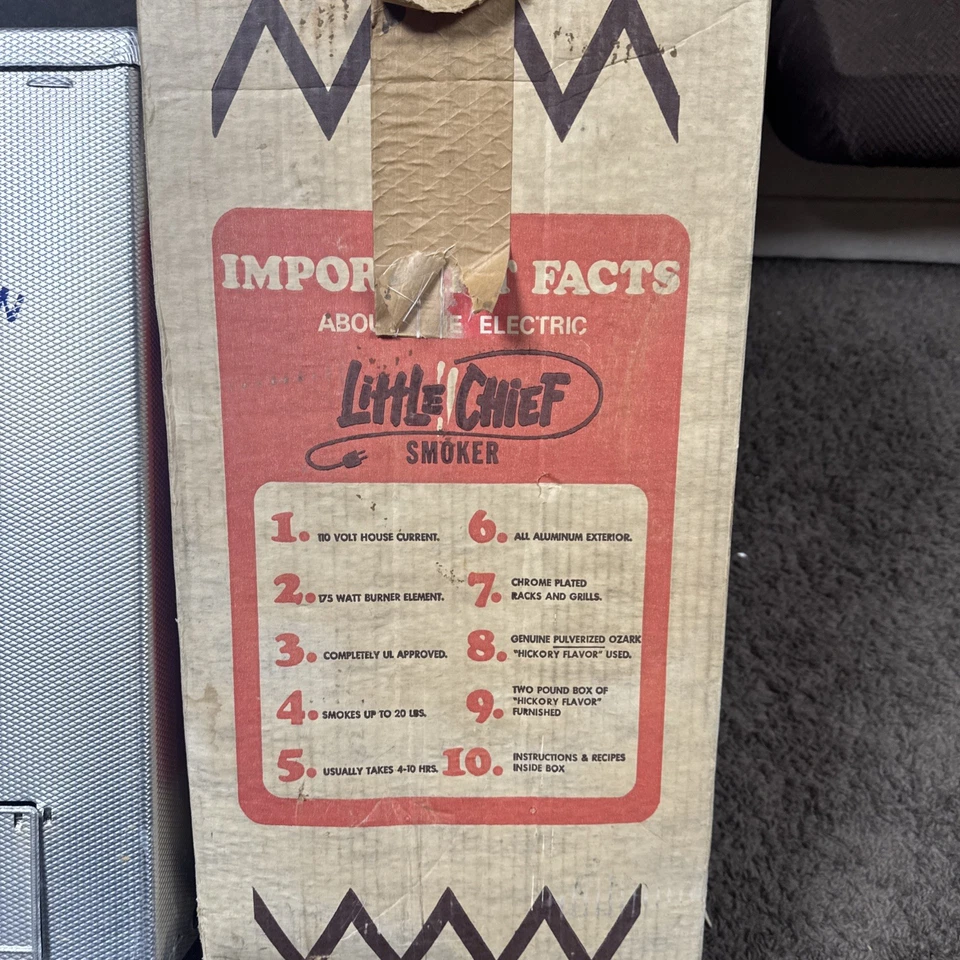 FACTS
ELECTRIC
LittLE CHiEF
SMOKER
1. 110 VOLT HOUSE CURRENT.
2. 175 WATT BURNER ELEMENT.
3. COMPLETELY UL APPROVED.
4. SMOKES UP TO 20 LBS.
5. USUALLY TAKES 4-10 HRS.
6. ALL ALUMINUM EXTERIOR.
7. CHROME PLATED
RACKS AND GRILLS.
8. GENUINE PULVERIZED OZARK
"HICKORY FLAVOR" USED.
9. TWO POUND BOX OF
"HICKORY FLAVOR"
FURNISHED
10. INSTRUCTIONS & RECIPES
INSIDE BOX